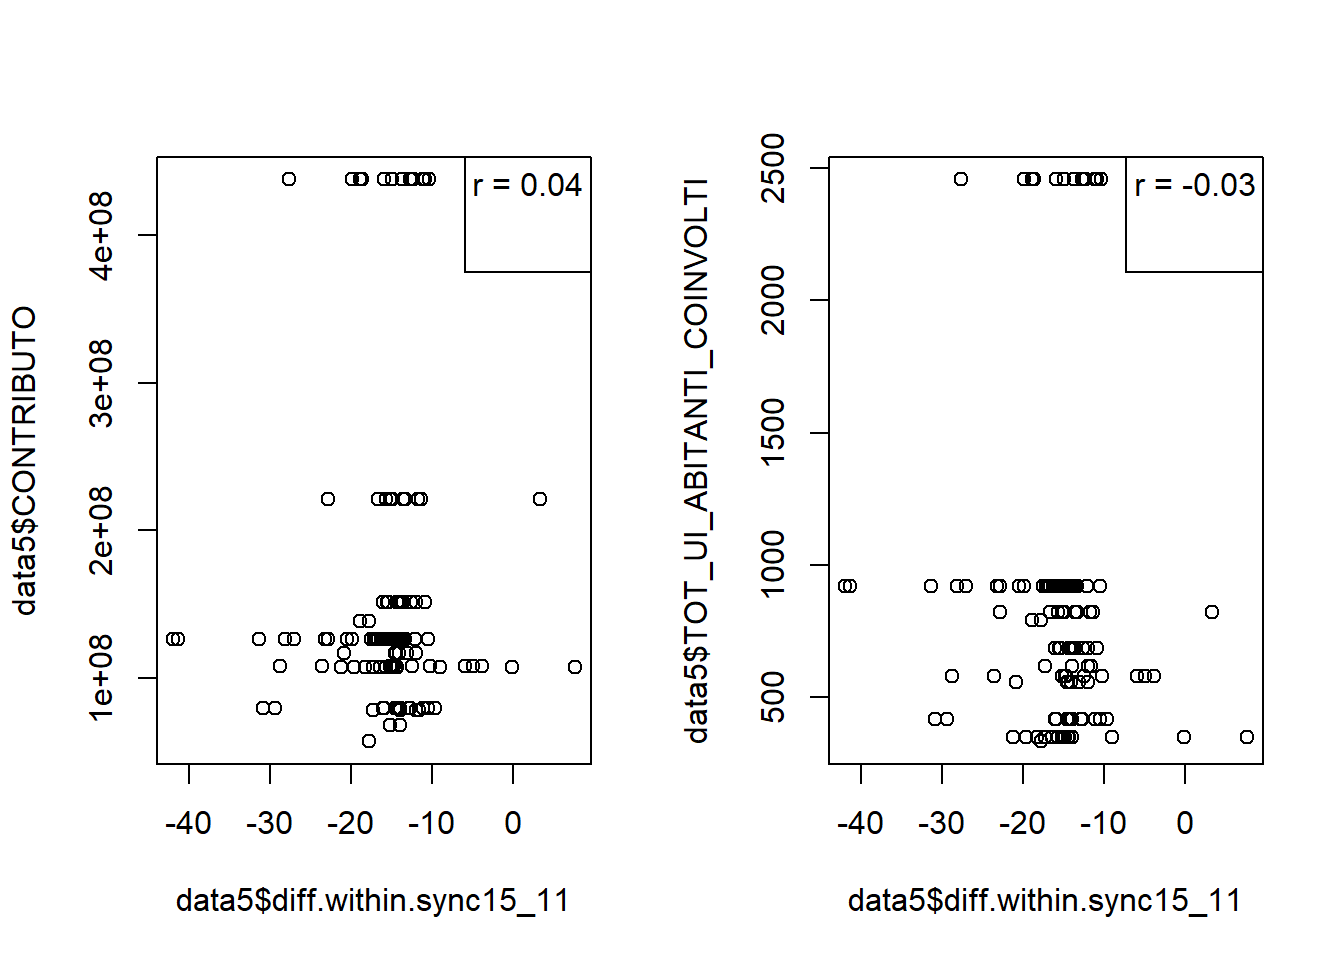 r = 0.04
data5$CONTRIBUTO
4e+08
3e+08
2e+08
1e+08
-40 -30 -20 -10 0
data5$diff.within.sync15_11
r = -0.03
data5$TOT_UI_ABITANTI_COINVOLTI
2500
2000
1500
1000
500
-40 -30 -20 -10 0
data5$diff.within.sync15_11